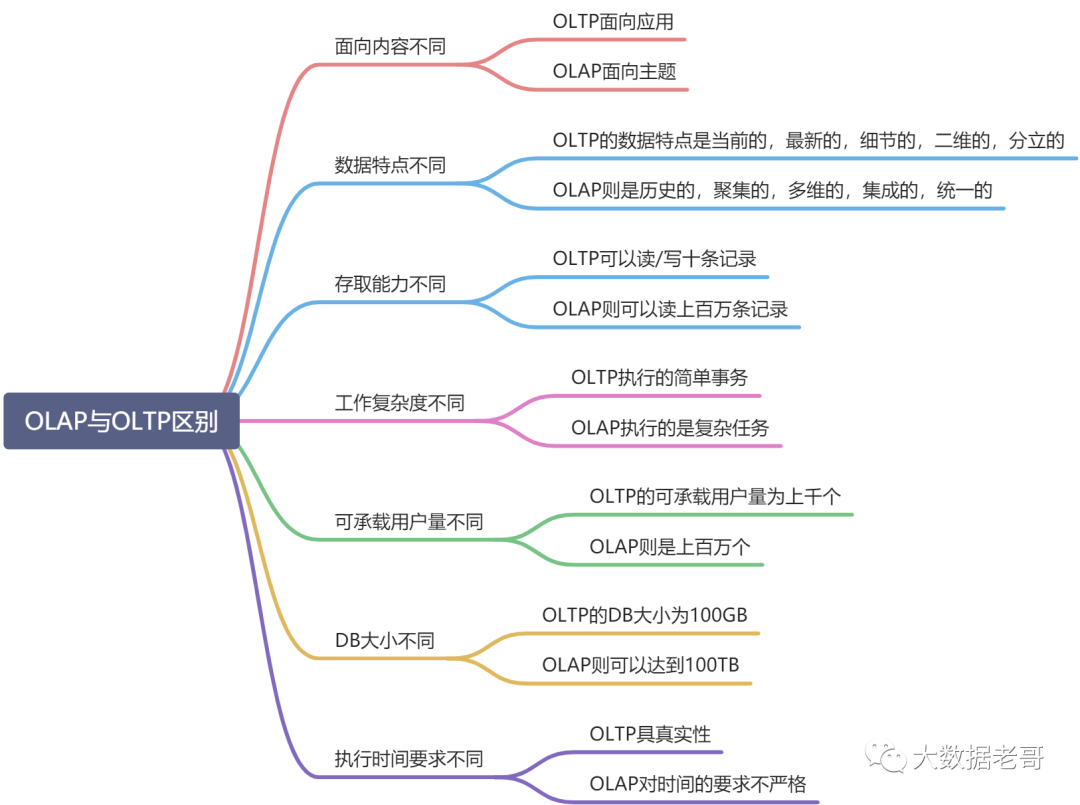 OLAP与OLTP区别
面向内容不同
OLTP面向应用
OLAP面向主题
数据特点不同
OLTP的数据特点是当前的，最新的，细节的，二维的，分立的
OLAP则是历史的，聚集的，多维的，集成的，统一的
存取能力不同
OLTP可以读/写十条记录
OLAP则可以读上百万条记录
工作复杂度不同
OLTP执行的简单事务
OLAP执行的是复杂任务
可承载用户量不同
OLTP的可承载用户量为上千个
OLAP则是上百万个
DB大小不同
OLTP的DB大小为100GB
OLAP则可以达到100TB
执行时间要求不同
OLTP具真实性
OLAP对时间的要求不严格
大数据老哥